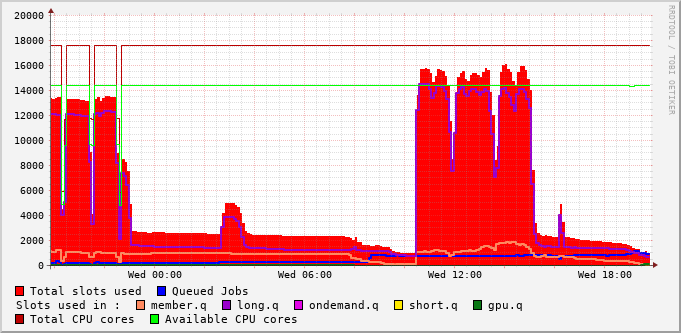 20000
18000
16000
14000
12000
10000
8000
6000
4000
2000
0
Wed 00:00 Wed 06:00 Wed 12:00 Wed 18:00
RRDTOOL / TOBI OETIKER
Total slots used Queued Jobs
Slots used in : member.q long.q ondemand.q short.q gpu.q
Total CPU cores Available CPU cores